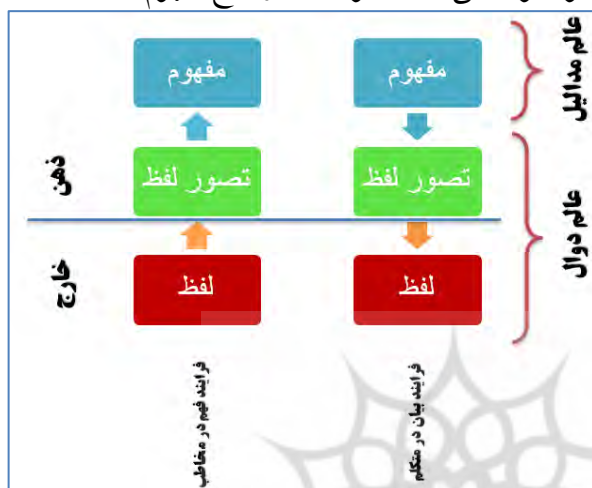 عالم مدالیل
مفهوم
مفهوم
ذهن
تصور لفظ
تصور لفظ
عالم دوال
خارج
لفظ
لفظ
فرایند بیان در متکلم
فرایند فهم در مخاطب